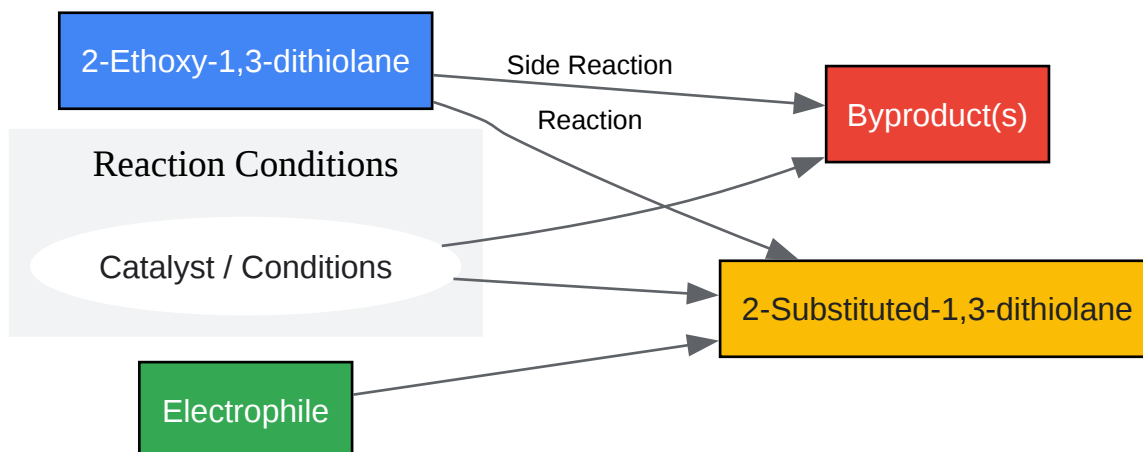 2-Ethoxy-1,3-dithiolane
Side Reaction
Byproduct(s)
Reaction
Reaction Conditions
Catalyst / Conditions
2-Substituted-1,3-dithiolane
Electrophile